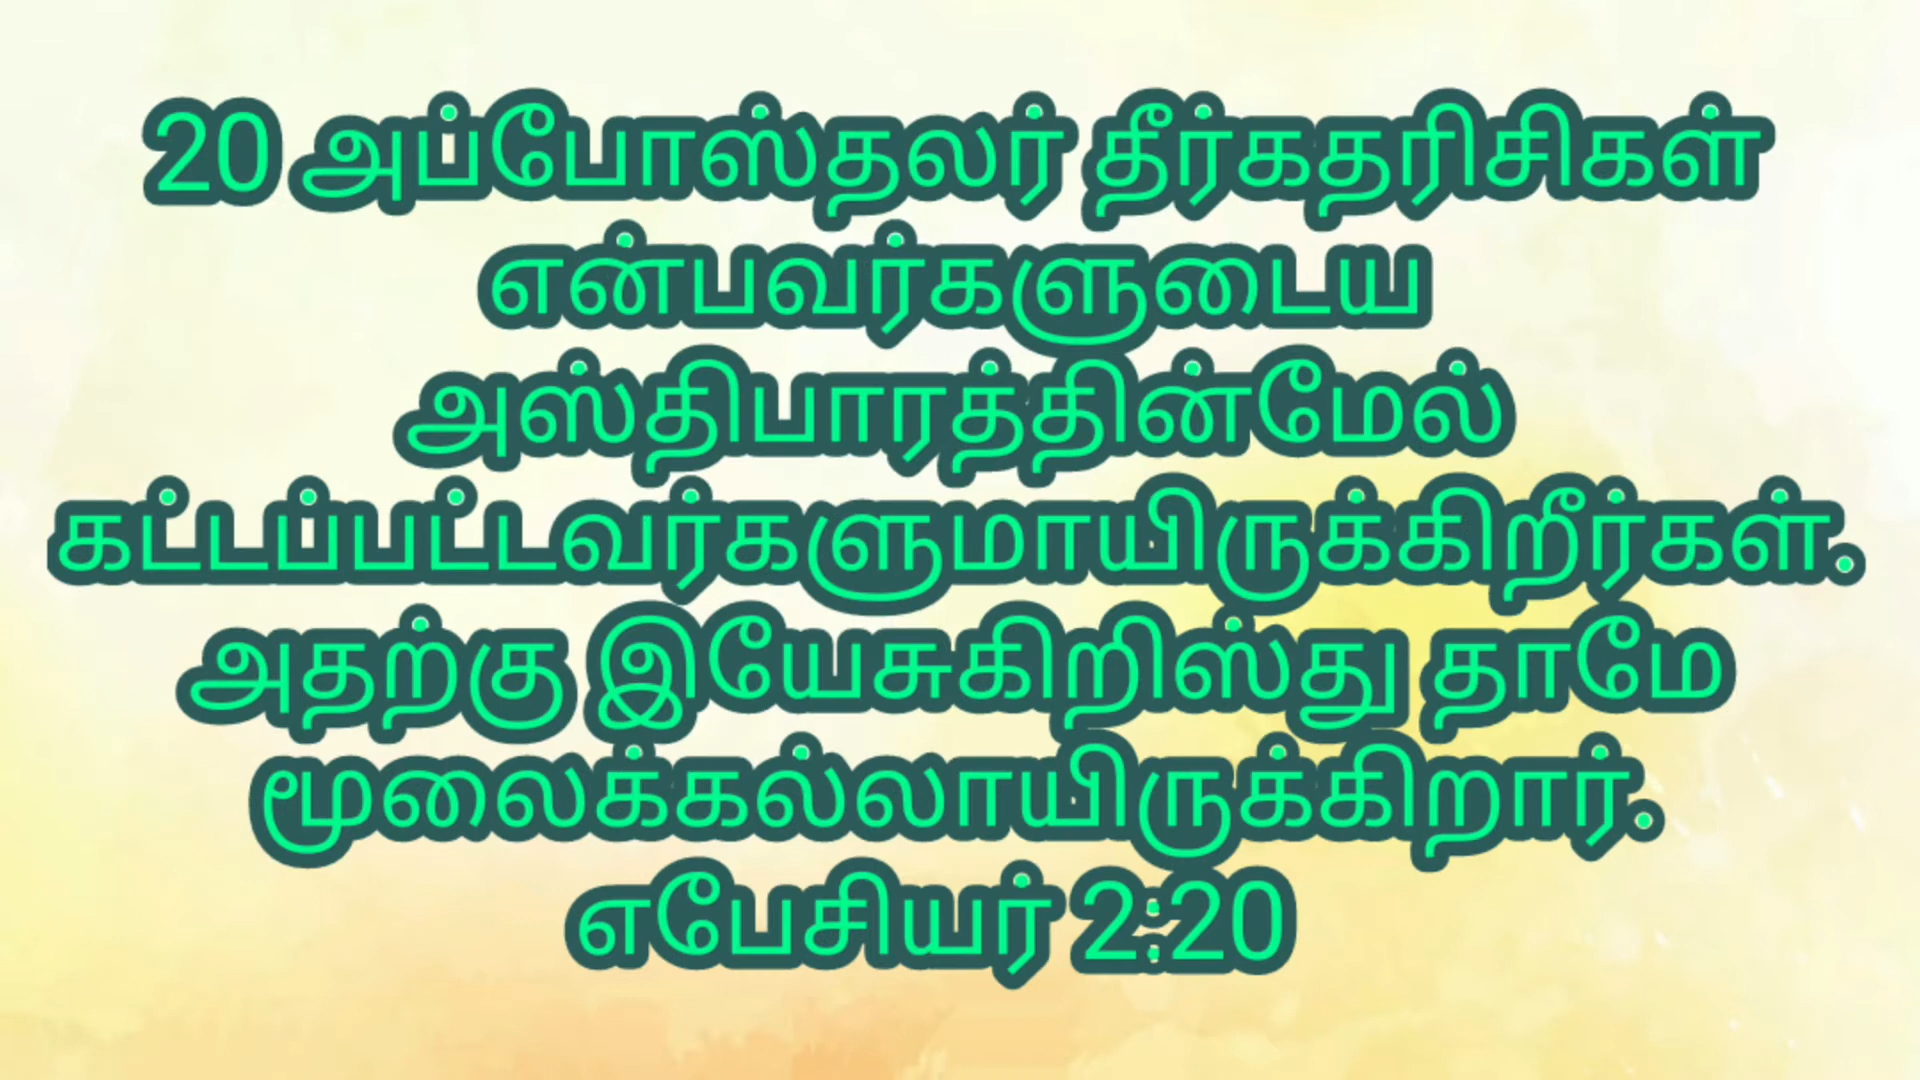 20 அப்போஸ்தலர் தீர்கதரிசிகள்
என்பவர்களுடைய
அஸ்திபாரத்தின்மேல்
கட்டப்பட்டவர்களுமாயிருக்கிறீர்கள்.
அதற்கு இயேசுகிறிஸ்து தாமே
மூலைக்கல்லாயிருக்கிறார்.
எபேசியர் 2:20